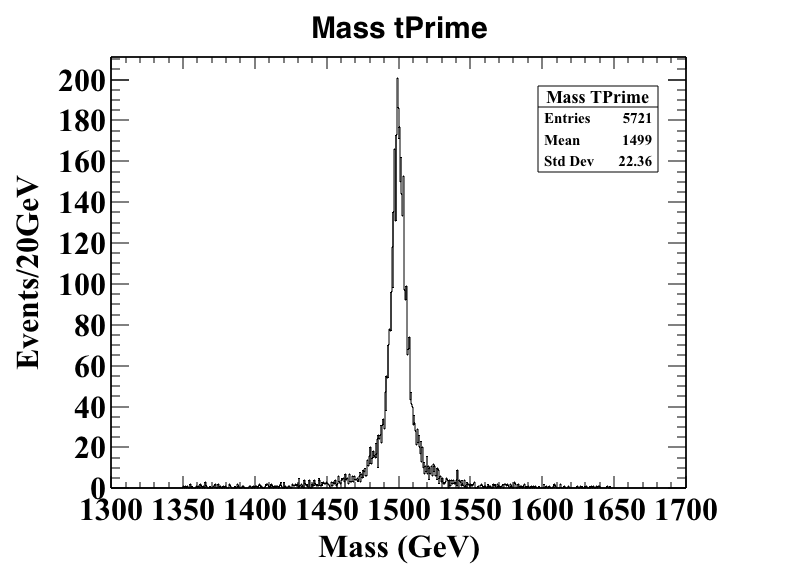 Mass tPrime
Events/20GeV
200
180
160
140
120
100
80
60
40
20
0
Mass TPrime
Entries 5721
Mean 1499
Std Dev 22.36
1300 1350 1400 1450 1500 1550 1600 1650 1700
Mass (GeV)